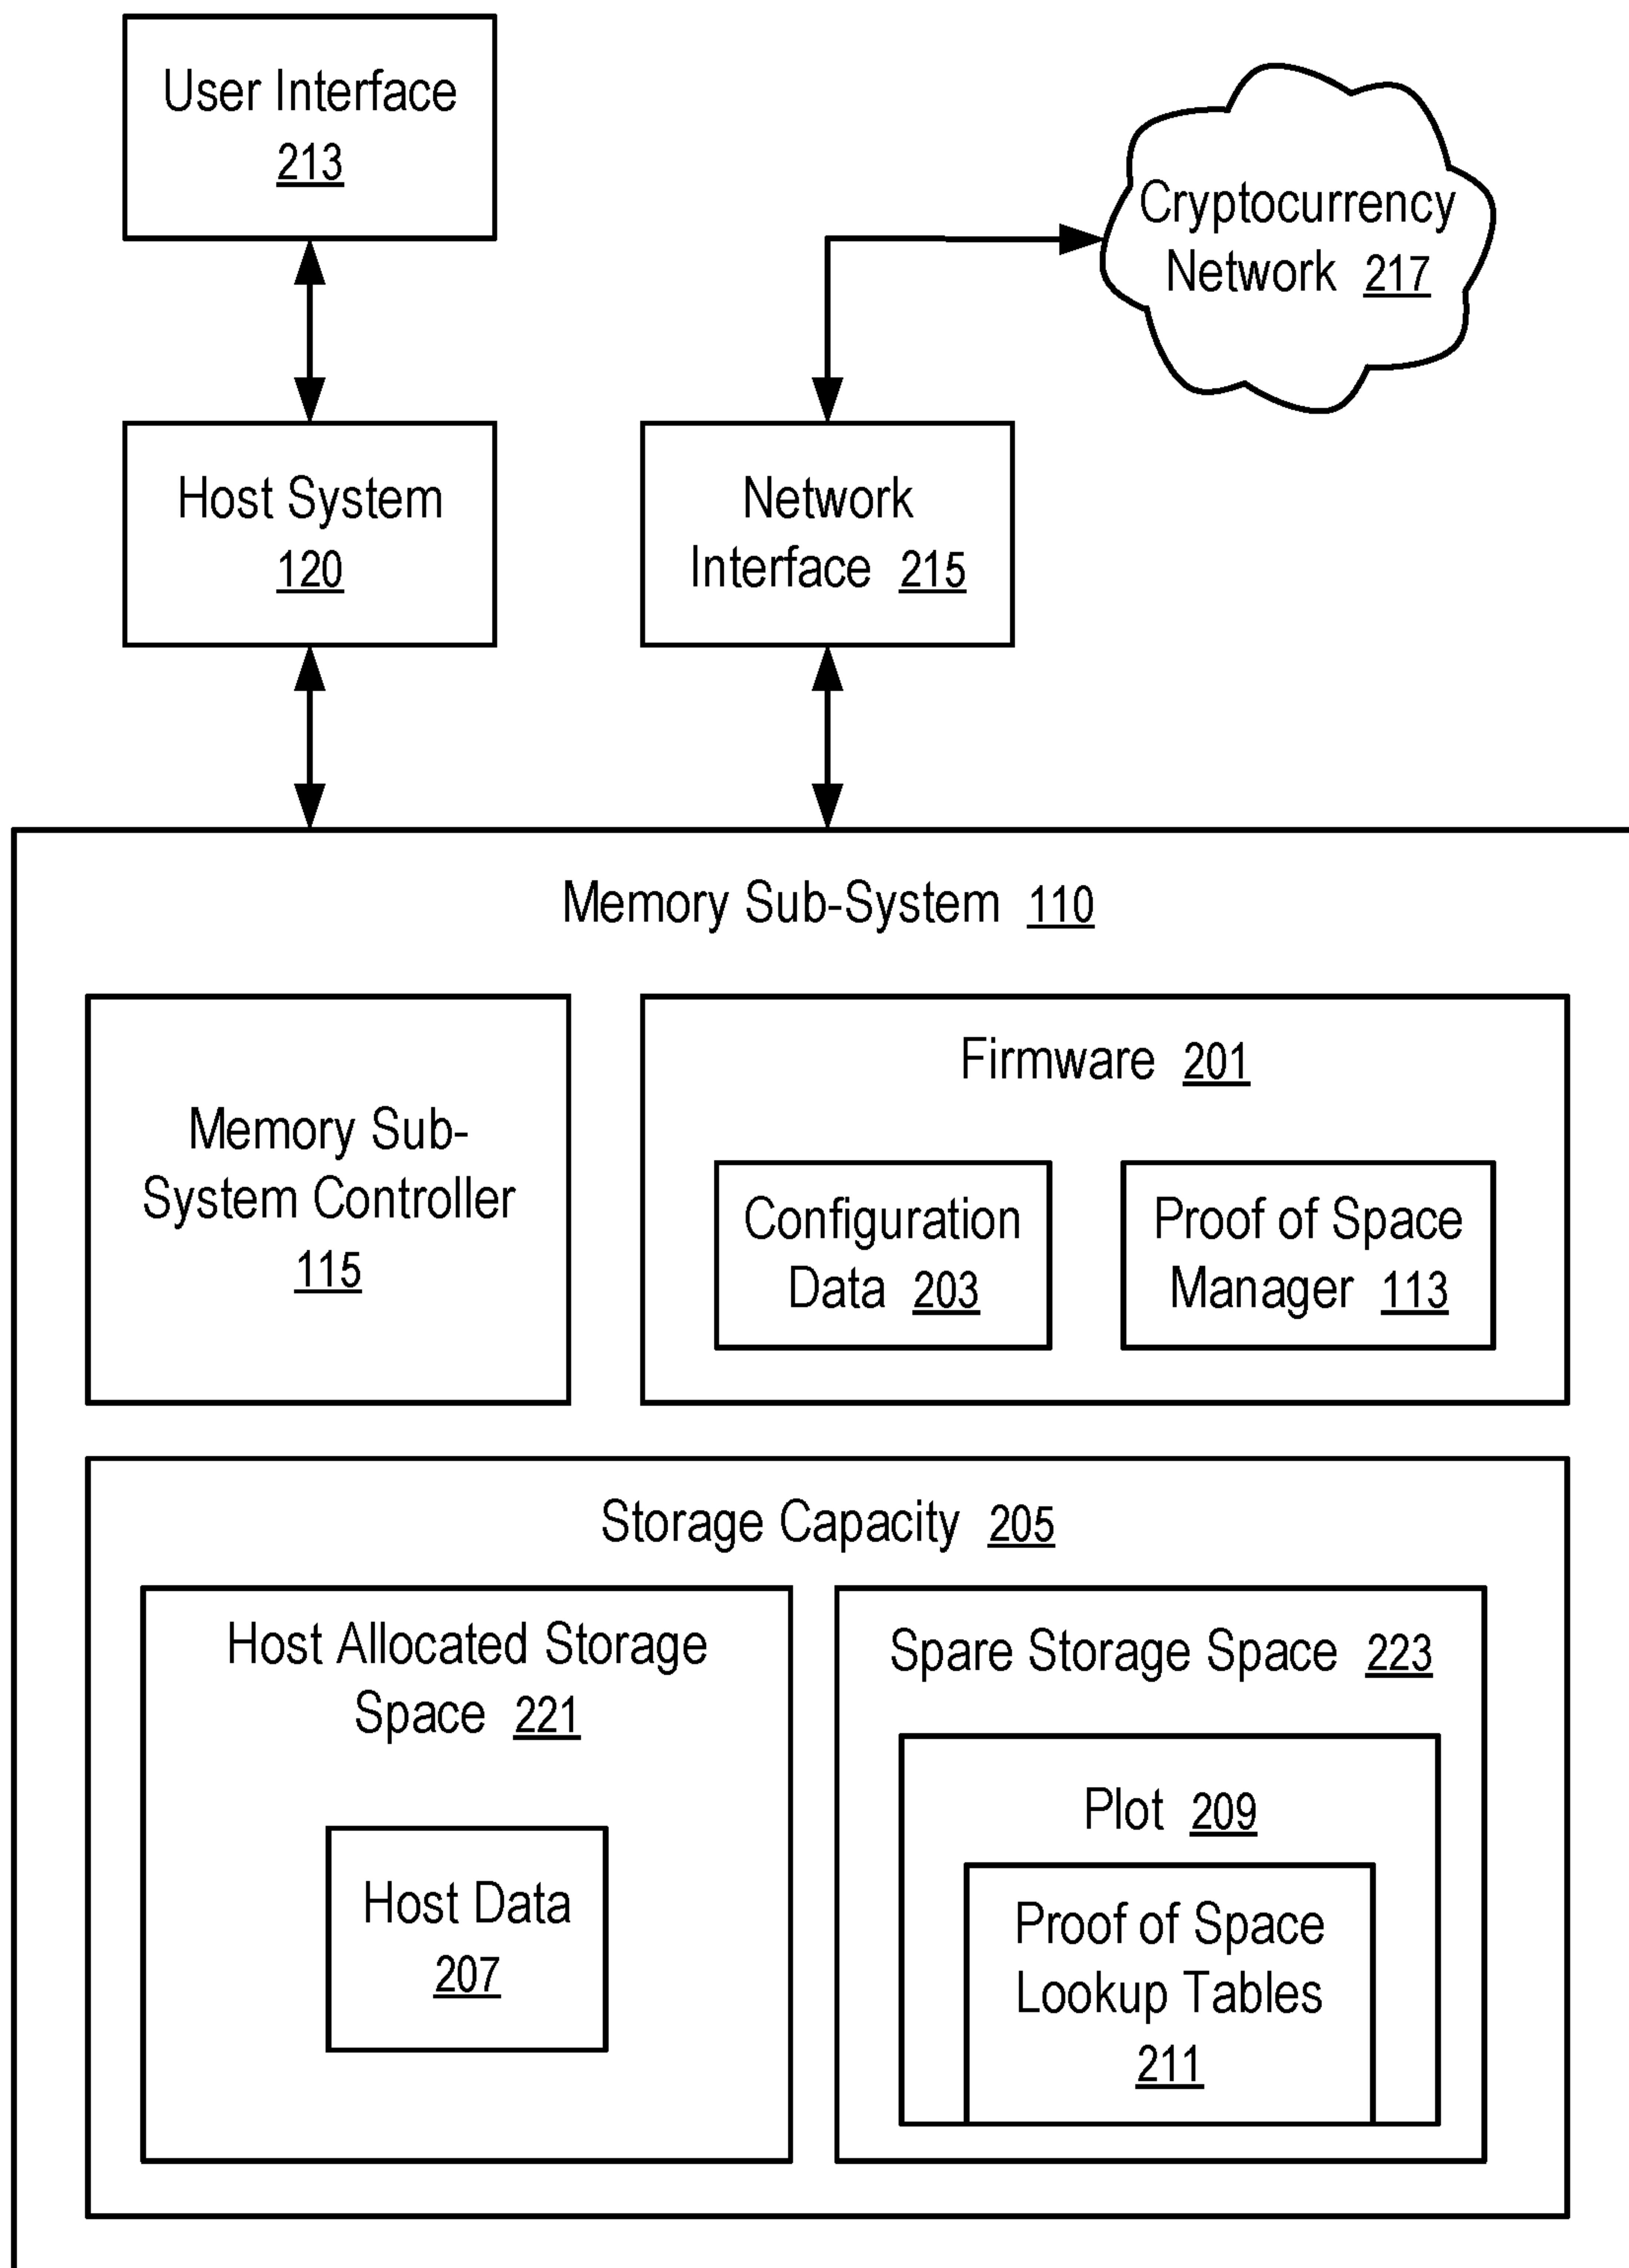 User Interface
213
Cryptocurrency
Network 217
Host System
120
Network
Interface 215
Memory Sub-System 110
Memory Sub-
System Controller
115
Firmware 201
Configuration
Data 203
Proof of Space
Manager 113
Storage Capacity 205
Host Allocated Storage
Space 221
Host Data
207
Spare Storage Space 223
Plot 209
Proof of Space
Lookup Tables
211